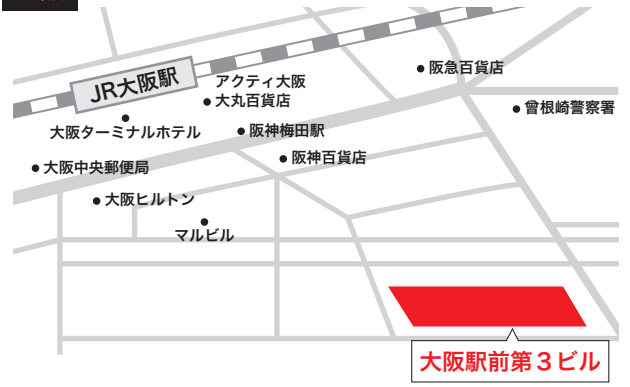 JR大阪駅
アクティ大阪
大丸百貨店
阪急百貨店
曾根崎警察署
大阪ターミナルホテル
阪神梅田駅
阪神百貨店
大阪中央郵便局
大阪ヒルトン
マルビル
大阪駅前第3ビル